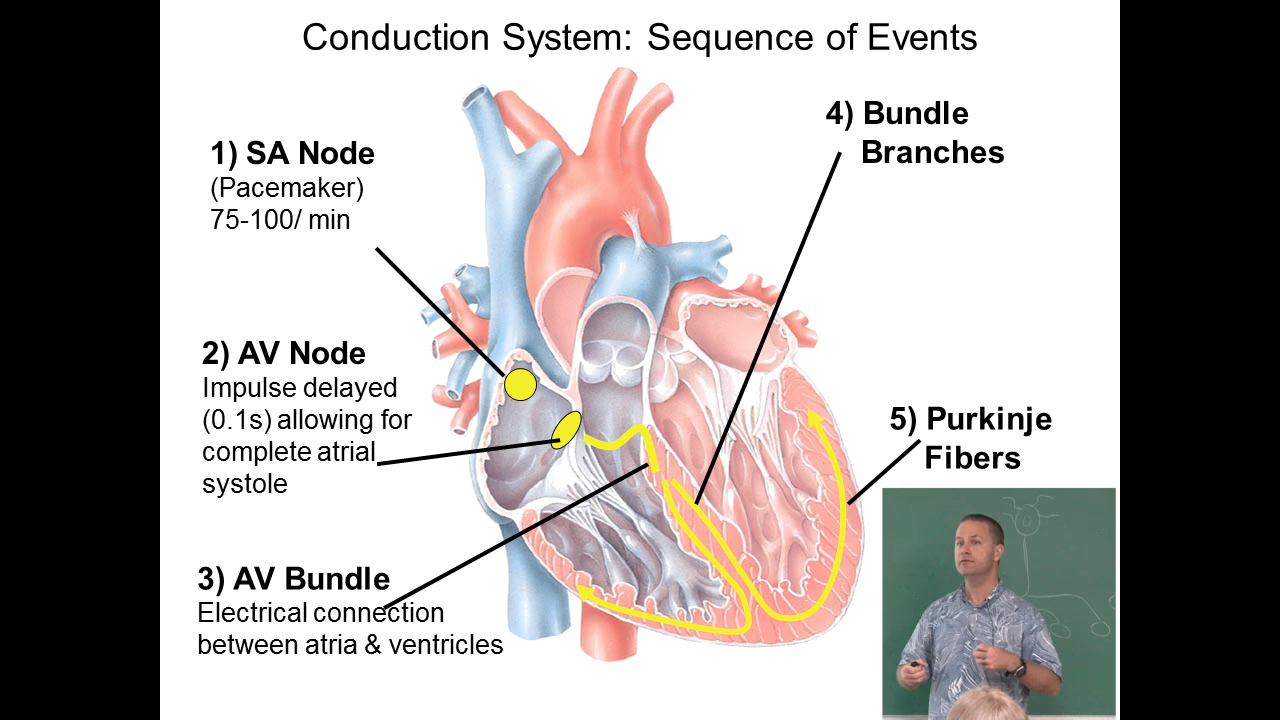 Conduction System: Sequence of Events
1) SA Node
(Pacemaker)
75-100/ min
2) AV Node
Impulse delayed
(0.1s) allowing for
complete atrial
systole
3) AV Bundle
Electrical connection
between atria & ventricles
4) Bundle
Branches
5) Purkinje
Fibers